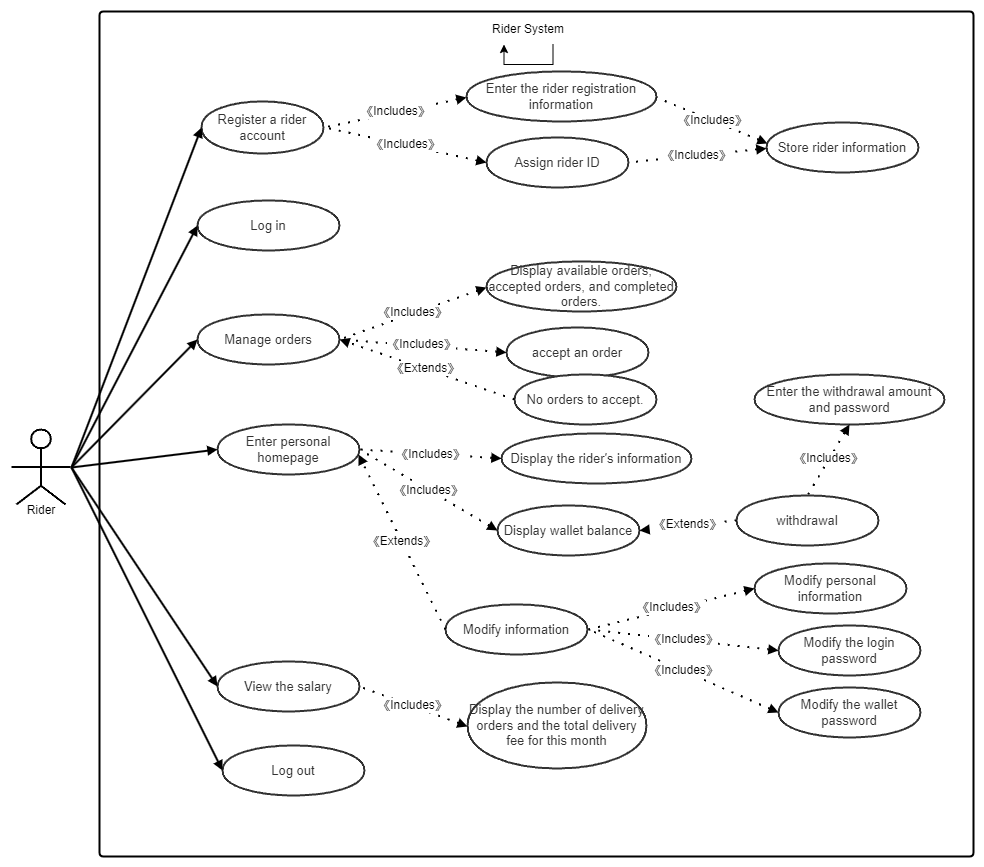 Rider System
Enter the rider registration
information
《Includes》
Register a rider
account
《Includes》
Store rider information
《Includes》
Assign rider ID
《Includes》
Log in
Display available orders,
accepted orders, and completed
orders.
《Includes》
Manage orders
《Includes》
accept an order
《Extends》
No orders to accept.
Enter the withdrawal amount
and password
Enter personal
homepage
《Includes》
Display the rider's information
《Includes》
《Includes》
Rider
Display wallet balance
《Extends》
withdrawal
《Extends》
Modify personal
information
《Includes》
Modify information
《Includes》
Modify the login
password
《Includes》
View the salary
《Includes》
Display the number of delivery
orders and the total delivery
fee for this month
Modify the wallet
password
Log out